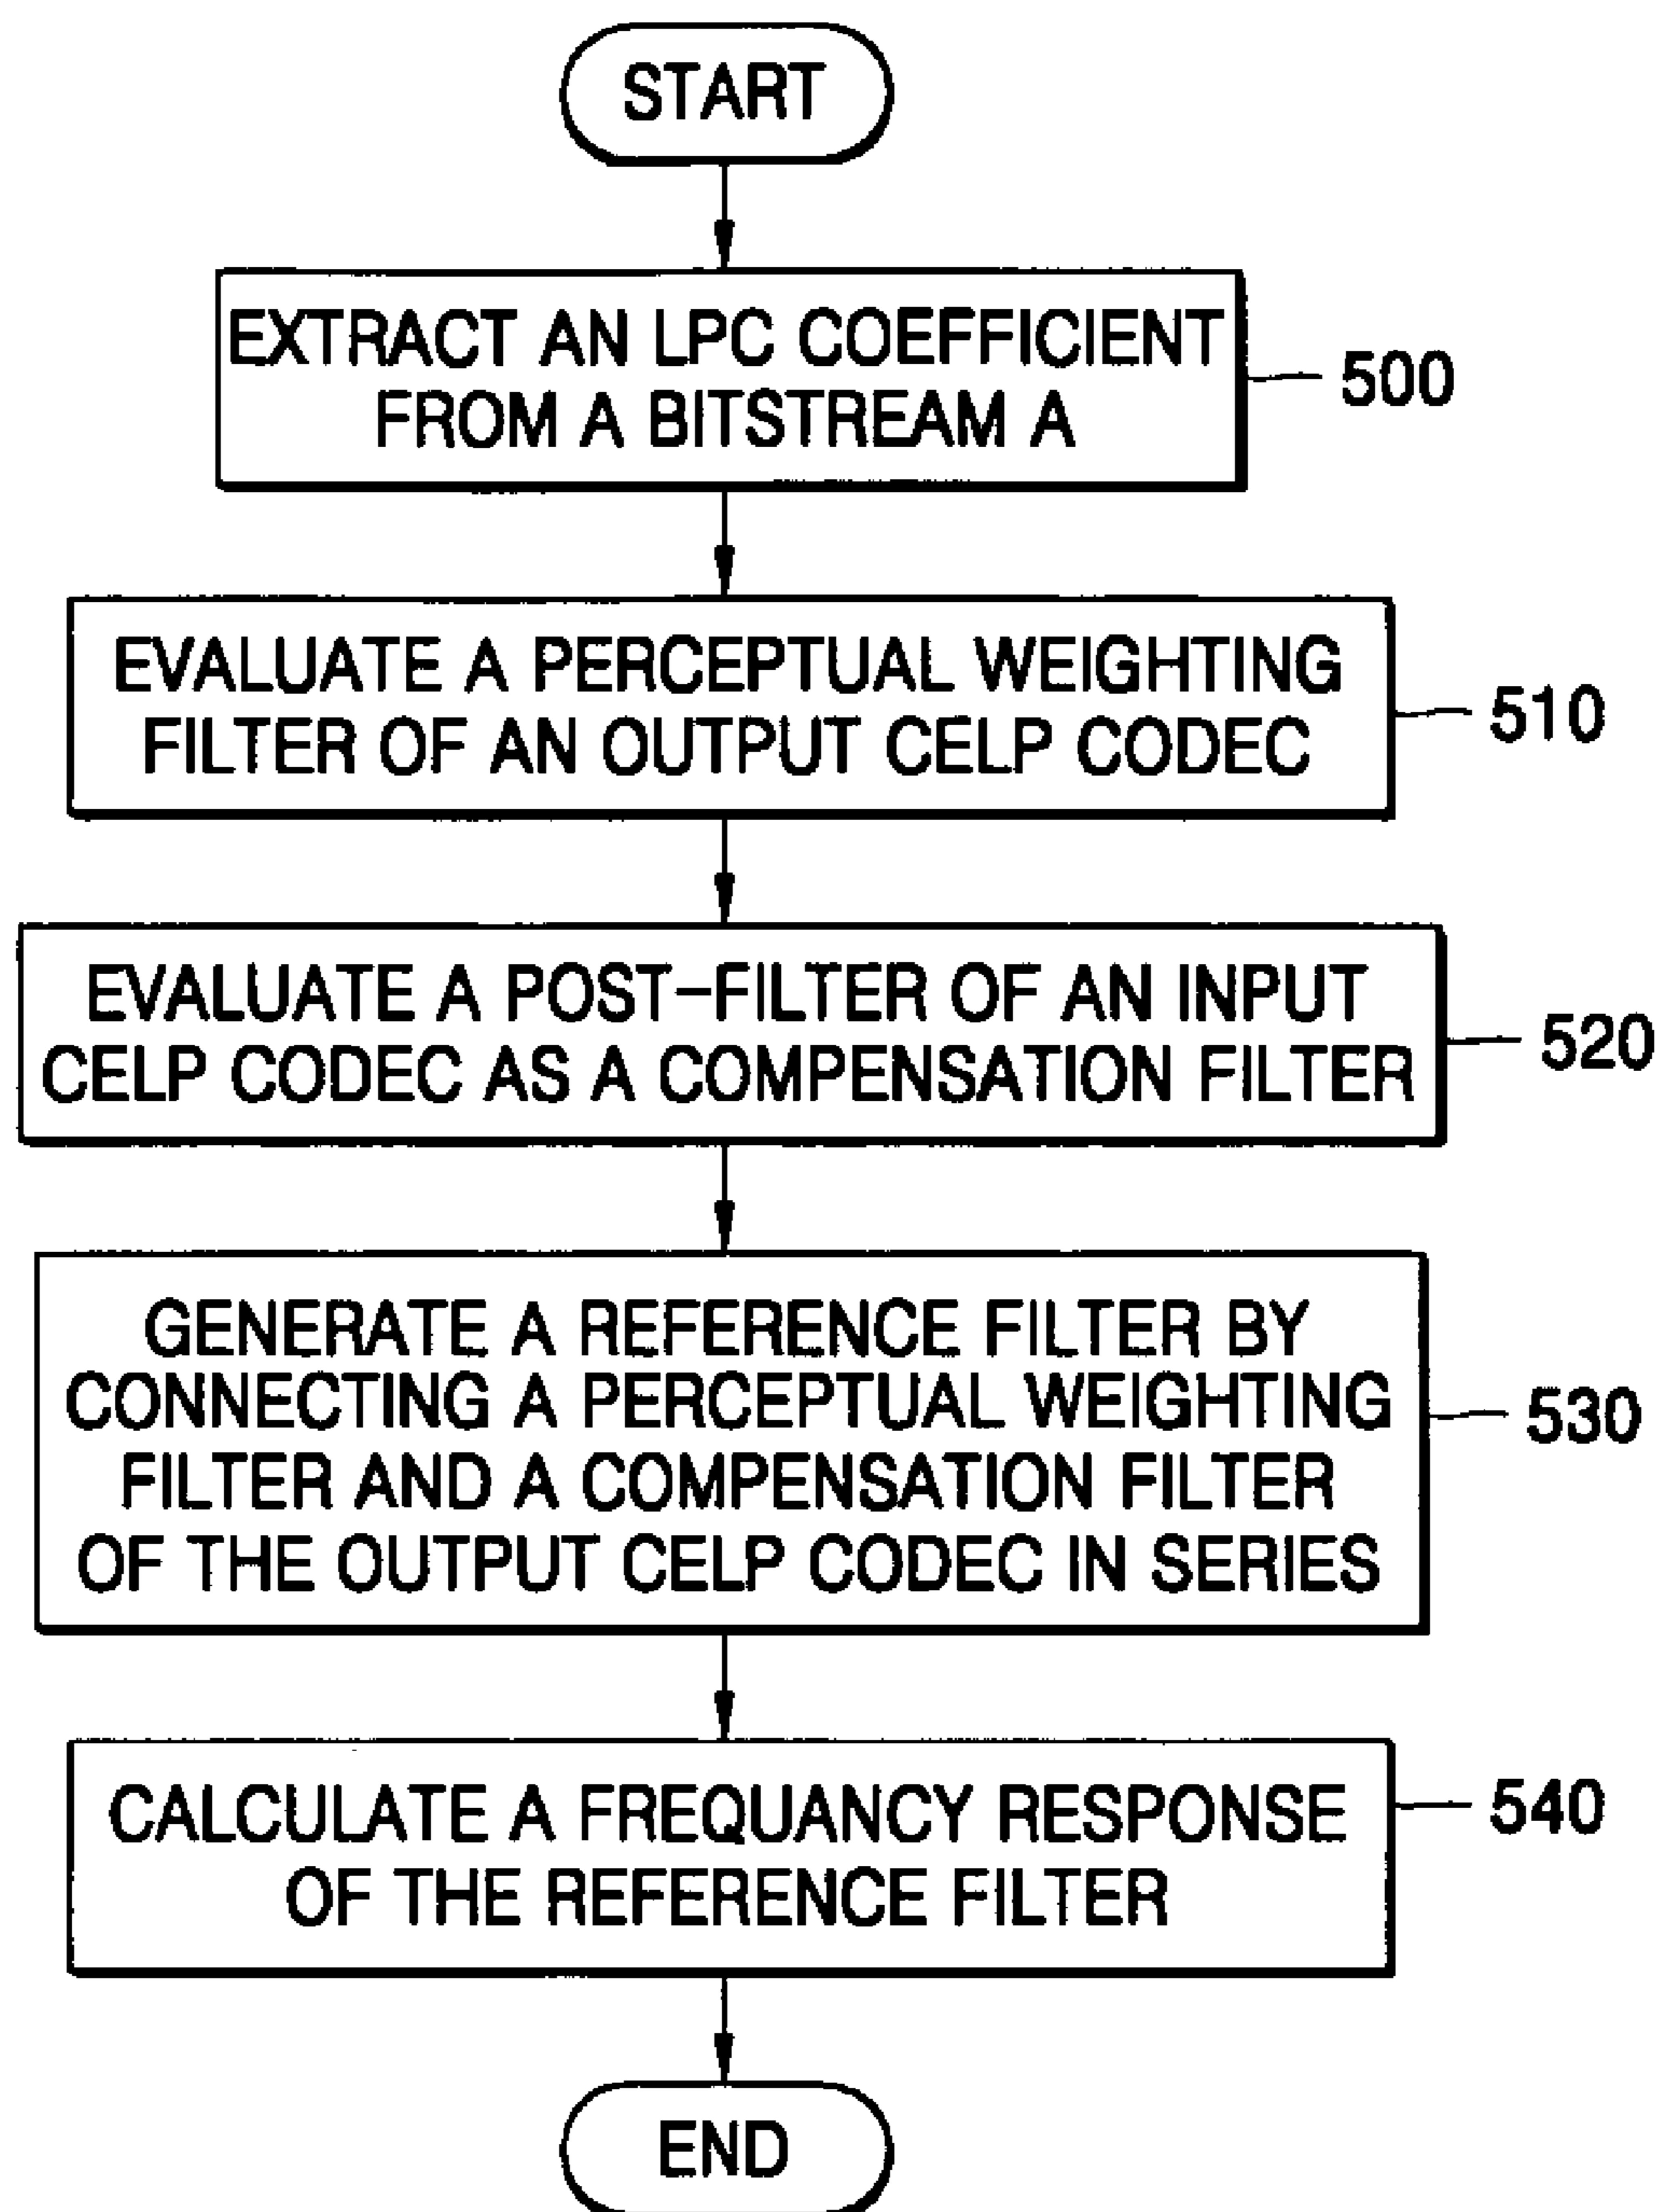 START
EXTRACT AN LPC COEFFICIENT
FROM A BITSTREAM A
500
EVALUATE A PERCEPTUAL WEIGHTING
FILTER OF AN OUTPUT CELP CODEC
510
EVALUATE A POST-FILTER OF AN INPUT
CELP CODEC AS A COMPENSATION FILTER
520
GENERATE A REFERENCE FILTER BY
CONNECTING A PERCEPTUAL WEIGHTING
FILTER AND A COMPENSATION FILTER
OF THE OUTPUT CELP CODEC IN SERIES
530
CALCULATE A FREQUANCY RESPONSE
OF THE REFERENCE FILTER
540
END